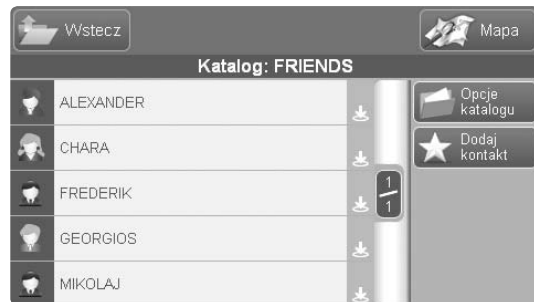 Wstecz
Mapa
Katalog: FRIENDS
ALEXANDER
CHARA
FREDERIK
GEORGIOS
MIKOLAJ
1
1
Opcje
katalogu
Dodaj
kontakt